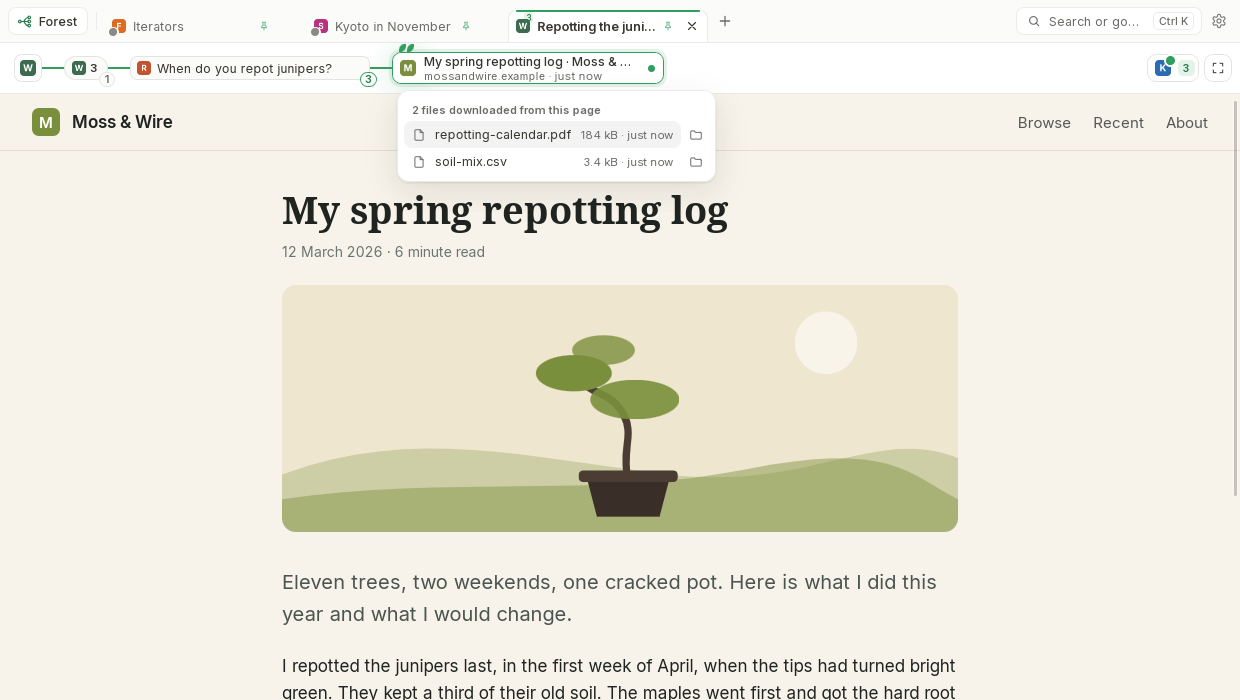 Forest
F
Iterators
S
Kyoto in November
3
W
Repotting the juni…
Search or go…
Ctrl K
W
W 3
1
R
When do you repot junipers?
3
M
My spring repotting log · Moss & …
mossandwire.example · just now
K
3
2 files downloaded from this page
repotting-calendar.pdf 184 kB · just now
soil-mix.csv 3.4 kB · just now
M
Moss & Wire
Browse
Recent
About
My spring repotting log
12 March 2026 · 6 minute read
Eleven trees, two weekends, one cracked pot. Here is what I did this
year and what I would change.
I repotted the junipers last, in the first week of April, when the tips had turned bright
green. They kept a third of their old soil. The maples went first and got the hard root